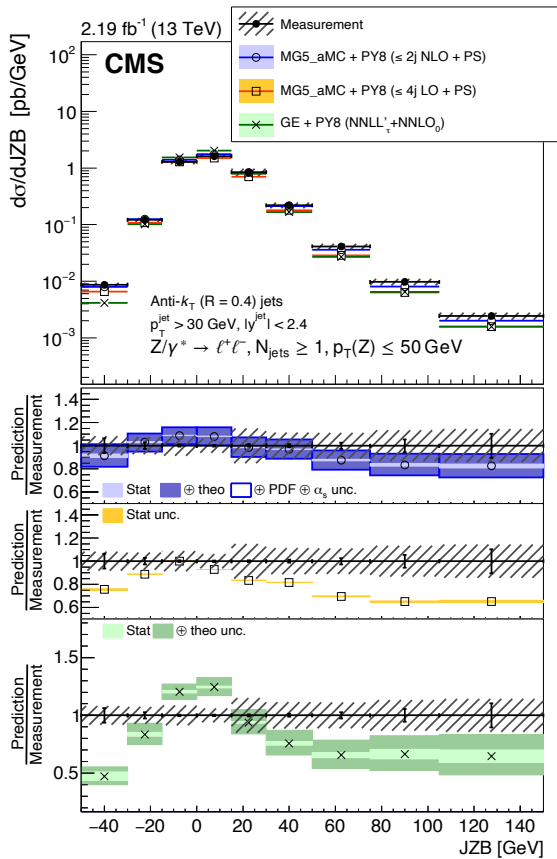 2.19 fb⁻¹ (13 TeV)
CMS
Measurement
MG5_aMC + PY8 (≤ 2j NLO + PS)
MG5_aMC + PY8 (≤ 4j LO + PS)
GE + PY8 (NNLL'τ+NNLO₀)
dσ/dJZB [pb/GeV]
10²
10
1
10⁻¹
10⁻²
10⁻³
Anti-k_T (R = 0.4) jets
p_T^jet > 30 GeV, |y^jet| < 2.4
Z/γ* → ℓ⁺ℓ⁻, N_jets ≥ 1, p_T(Z) ≤ 50 GeV
Prediction
Measurement
1.4
1.2
1
0.8
0.6
Stat ⊕ theo ⊕ PDF ⊕ α_s unc.
Prediction
Measurement
1.4
1.2
1
0.8
0.6
Stat unc.
Prediction
Measurement
1.5
1
0.5
Stat ⊕ theo unc.
−40 −20 0 20 40 60 80 100 120 140
JZB [GeV]